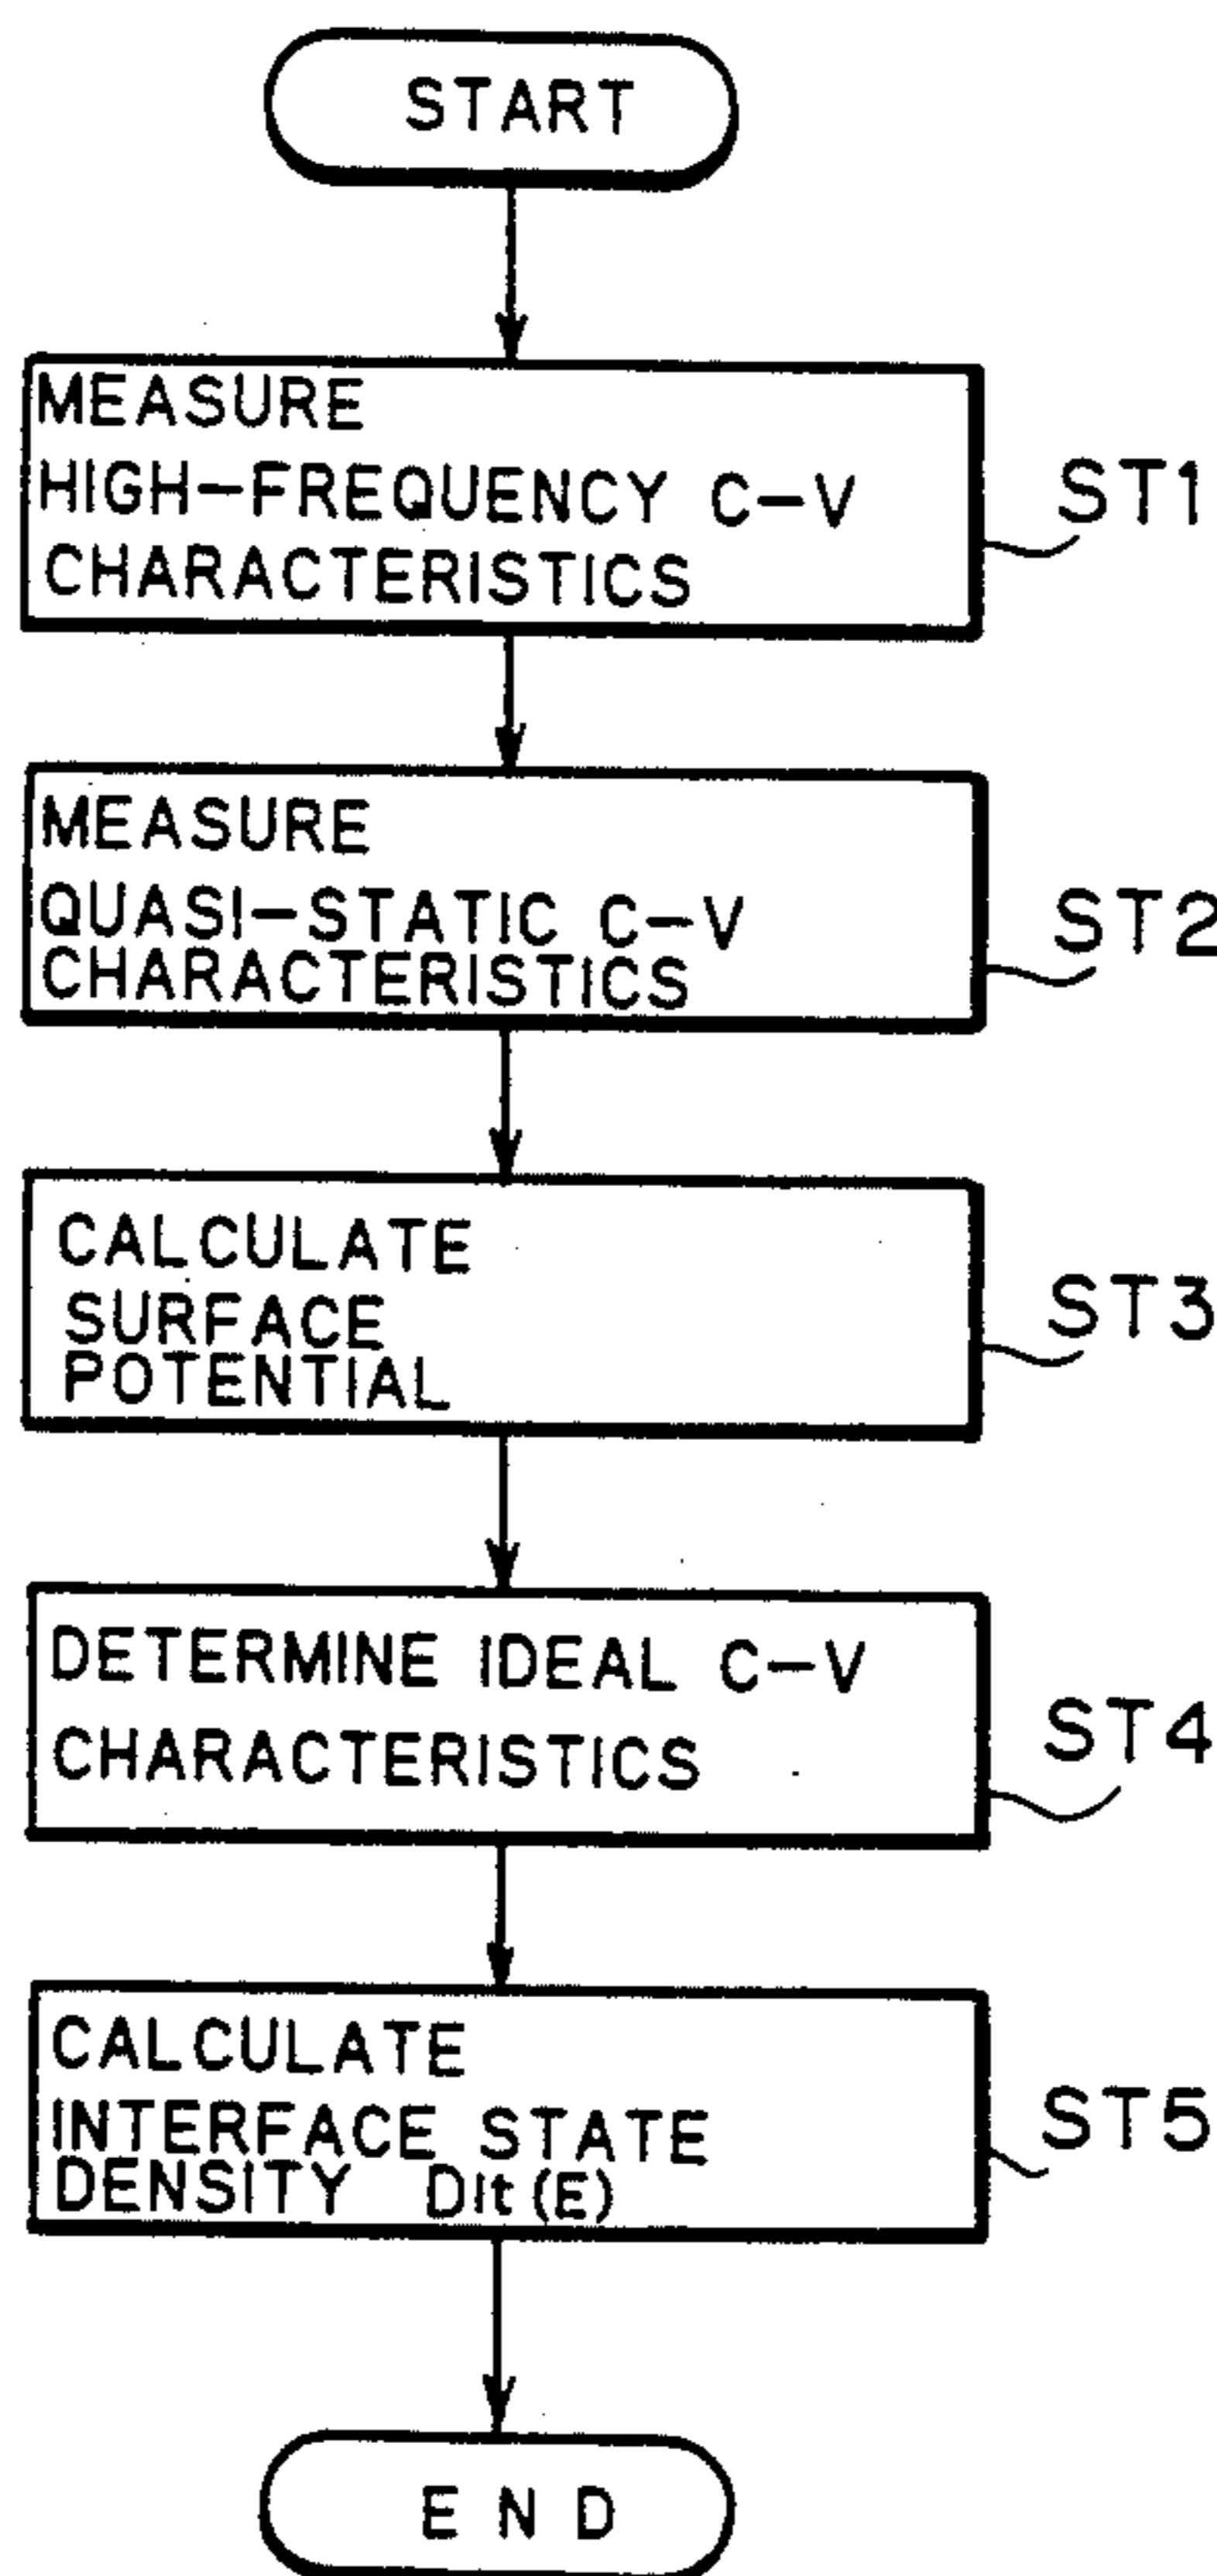 START
MEASURE
HIGH-FREQUENCY C-V
CHARACTERISTICS
ST1
MEASURE
QUASI-STATIC C-V
CHARACTERISTICS
ST2
CALCULATE
SURFACE
POTENTIAL
ST3
DETERMINE IDEAL C-V
CHARACTERISTICS
ST4
CALCULATE
INTERFACE STATE
DENSITY Dit (E)
ST5
END